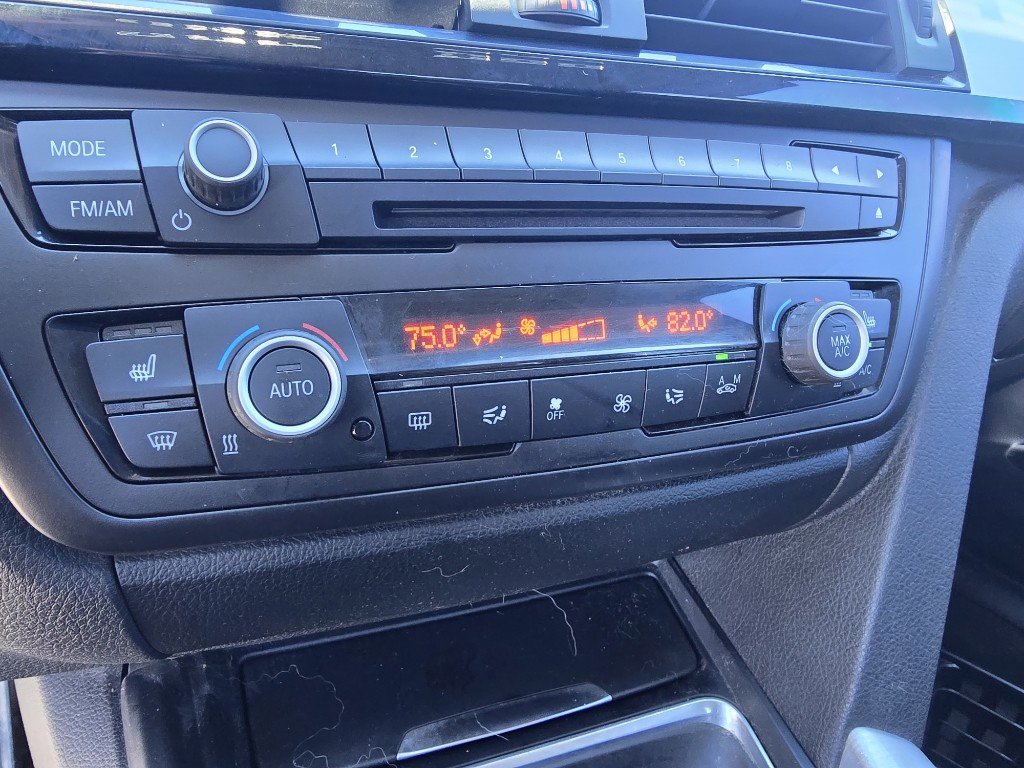 MODE 1 2 3 4 5 6 7 8
FM/AM
75.0° 82.0°
MAX
A/C
AUTO
A/C
A M
OFF